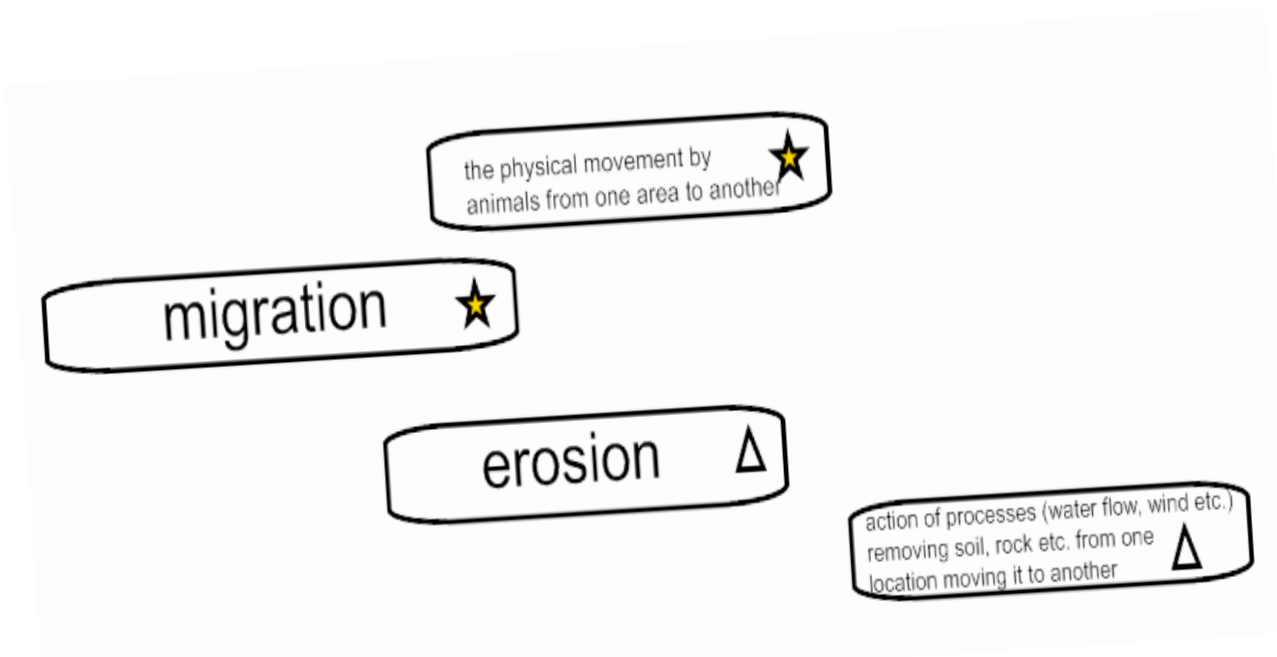 the physical movement by
animals from one area to another
migration
erosion
action of processes (water flow, wind etc.)
removing soil, rock etc. from one
location moving it to another